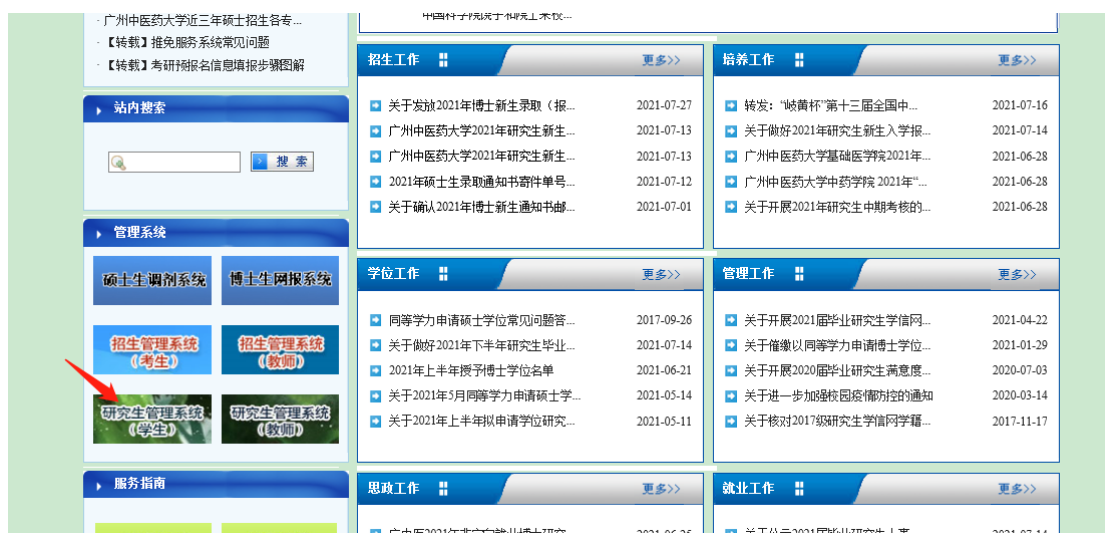 · 广州中医药大学近三年硕士招生各专...
· 【转载】推免服务系统常见问题
· 【转载】考研预报名信息填报步骤图解
站内搜索
搜 索
管理系统
硕士生调剂系统
博士生网报系统
招生管理系统
（考生）
招生管理系统
（教师）
研究生管理系统
（学生）
研究生管理系统
（教师）
服务指南
招生工作 更多>>
关于发放2021年博士新生录取（报... 2021-07-27
广州中医药大学2021年研究生新生... 2021-07-13
广州中医药大学2021年研究生新生... 2021-07-13
2021年硕士生录取通知书寄件单号... 2021-07-12
关于确认2021年博士新生通知书邮... 2021-07-01
培养工作 更多>>
转发：“岐黄杯”第十三届全国中... 2021-07-16
关于做好2021年研究生新生入学报... 2021-07-14
广州中医药大学基础医学院2021年... 2021-06-28
广州中医药大学中药学院 2021年“... 2021-06-28
关于开展2021年研究生中期考核的... 2021-06-28
学位工作 更多>>
同等学力申请硕士学位常见问题答... 2017-09-26
关于做好2021年下半年研究生毕业... 2021-07-14
2021年上半年授予博士学位名单 2021-06-21
关于2021年5月同等学力申请硕士学... 2021-05-14
关于2021年上半年拟申请学位研究... 2021-05-11
管理工作 更多>>
关于开展2021届毕业研究生学信网... 2021-04-22
关于催缴以同等学力申请博士学位... 2021-01-29
关于开展2020届毕业研究生满意度... 2020-07-03
关于进一步加强校园疫情防控的通知 2020-03-14
关于核对2017级研究生学信网学籍... 2017-11-17
思政工作 更多>>
就业工作 更多>>